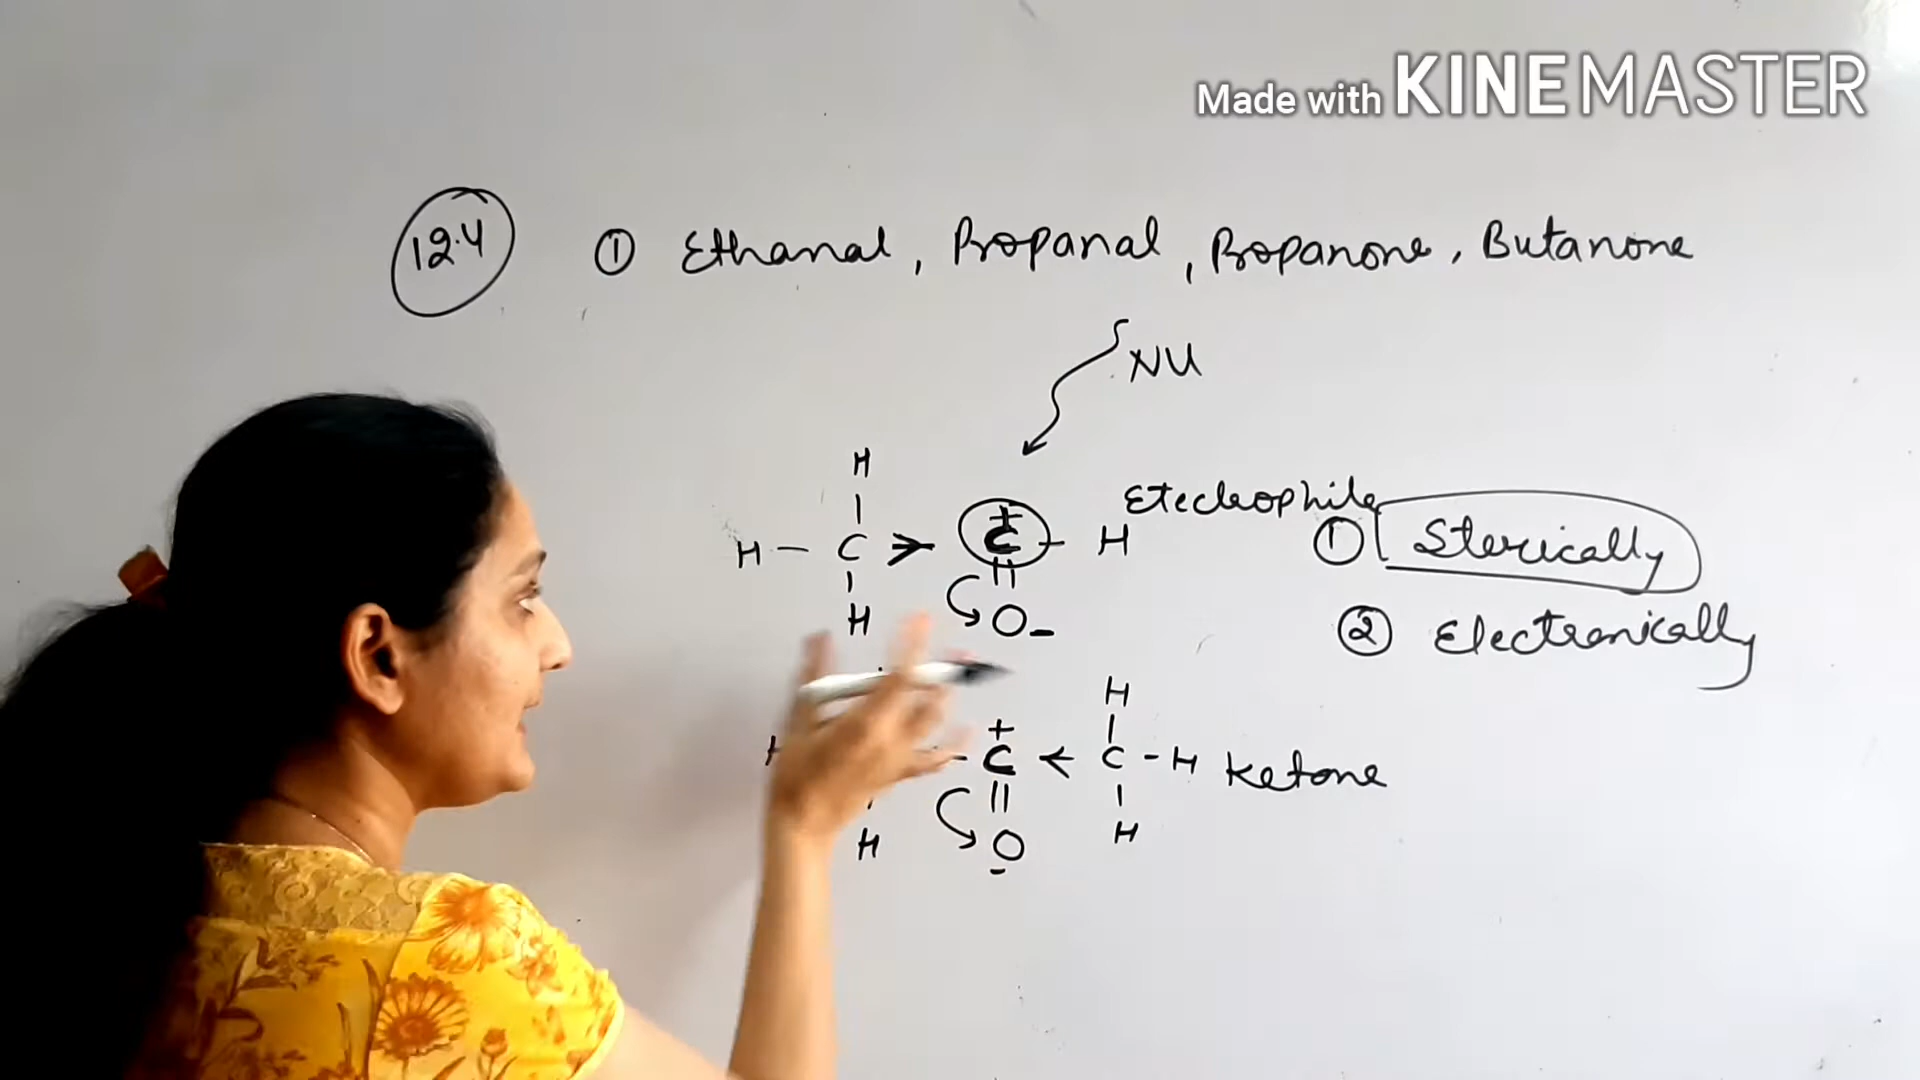 Made with KINEMASTER
12.4 ① Ethanal, Propanal, Propanone, Butanone
NU
H
H - C > C+ - H Electrophile
① Sterically
H O-
② Electronically
H
+
H C < C - H Ketone
H O H
-